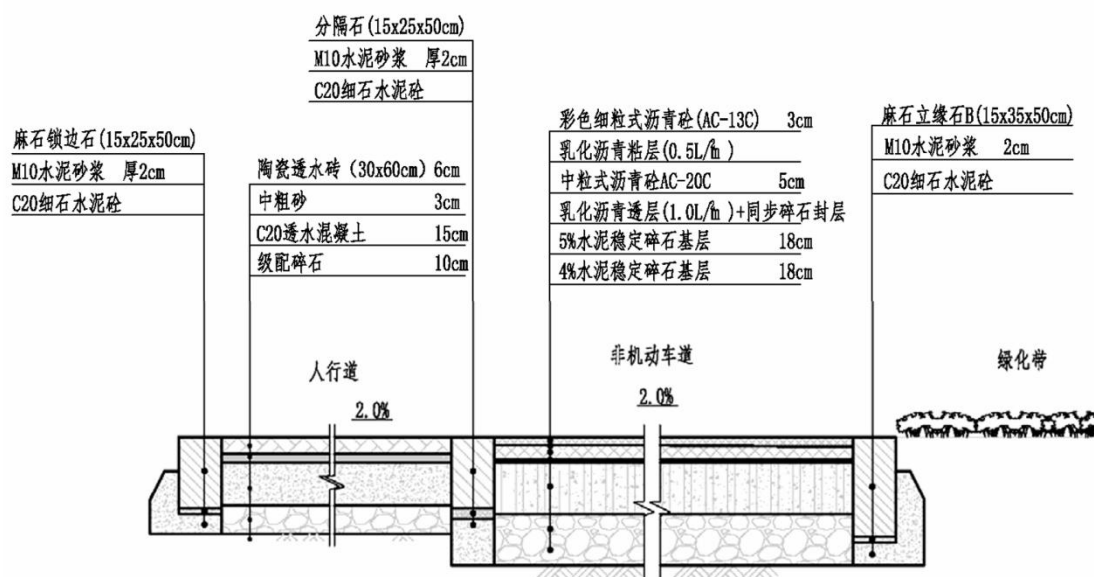 分隔石(15x25x50cm)
M10水泥砂浆 厚2cm
C20细石水泥砼
麻石锁边石(15x25x50cm)
M10水泥砂浆 厚2cm
C20细石水泥砼
陶瓷透水砖 (30x60cm) 6cm
中粗砂 3cm
C20透水混凝土 15cm
级配碎石 10cm
彩色细粒式沥青砼(AC-13C) 3cm
乳化沥青粘层(0.5L/㎡)
中粒式沥青砼AC-20C 5cm
乳化沥青透层(1.0L/㎡)+同步碎石封层
5%水泥稳定碎石基层 18cm
4%水泥稳定碎石基层 18cm
麻石立缘石B(15x35x50cm)
M10水泥砂浆 2cm
C20细石水泥砼
人行道
2.0%
非机动车道
2.0%
绿化带